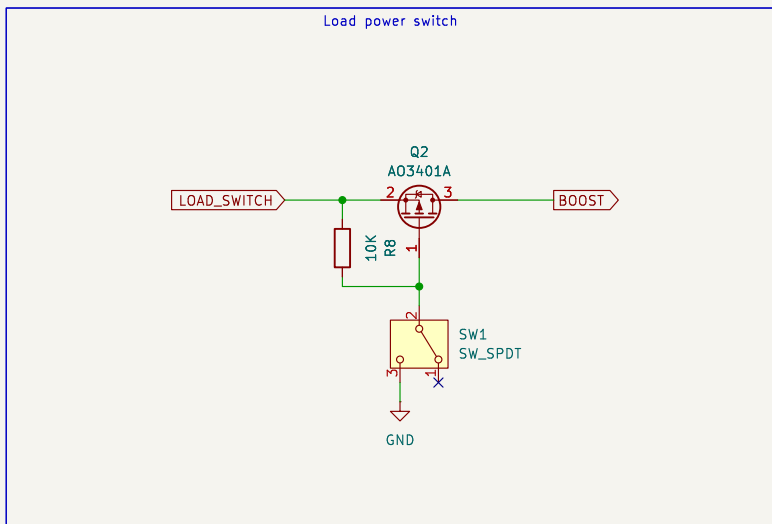 Load power switch
Q2
AO3401A
LOAD_SWITCH
2
3
BOOST
10K
R8
1
2
SW1
SW_SPDT
3
1
GND